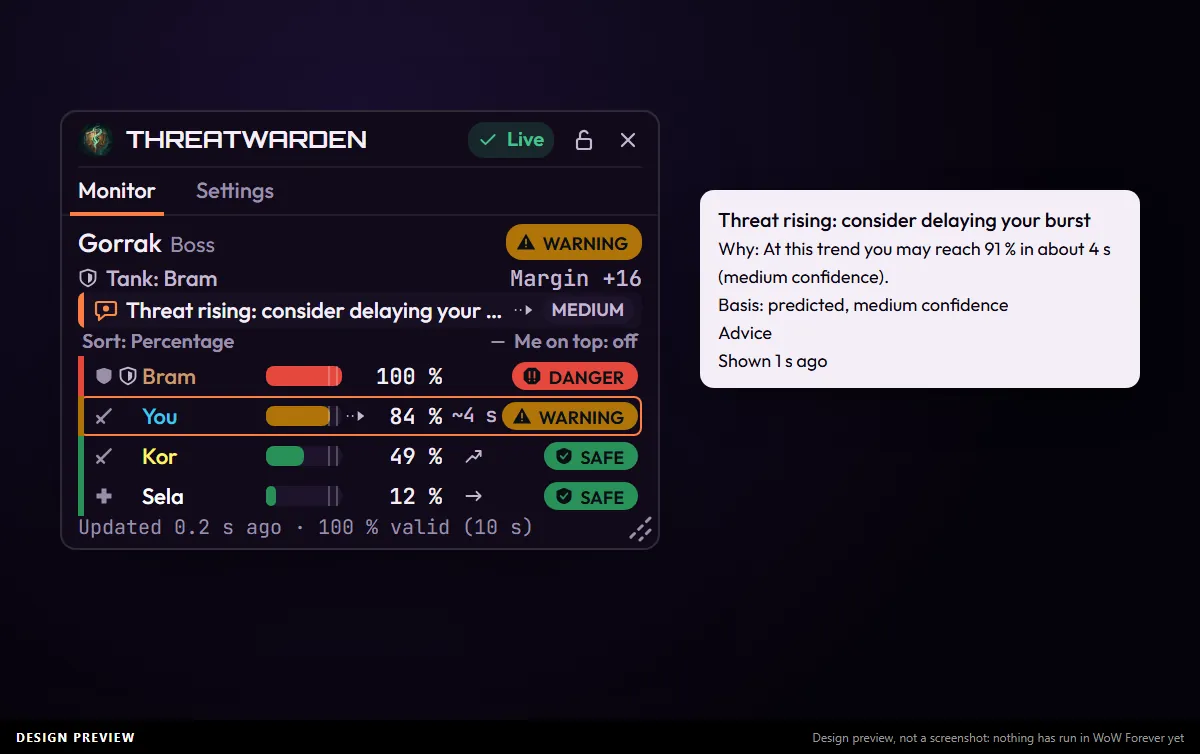 THREATWARDEN
Live
Monitor
Settings
Gorrak Boss
WARNING
Tank: Bram
Margin +16
Threat rising: consider delaying your ...
MEDIUM
Sort: Percentage
— Me on top: off
Bram 100 % DANGER
You 84 % ~4 s WARNING
Kor 49 % SAFE
Sela 12 % SAFE
Updated 0.2 s ago · 100 % valid (10 s)
Threat rising: consider delaying your burst
Why: At this trend you may reach 91 % in about 4 s
(medium confidence).
Basis: predicted, medium confidence
Advice
Shown 1 s ago
DESIGN PREVIEW
Design preview, not a screenshot: nothing has run in WoW Forever yet